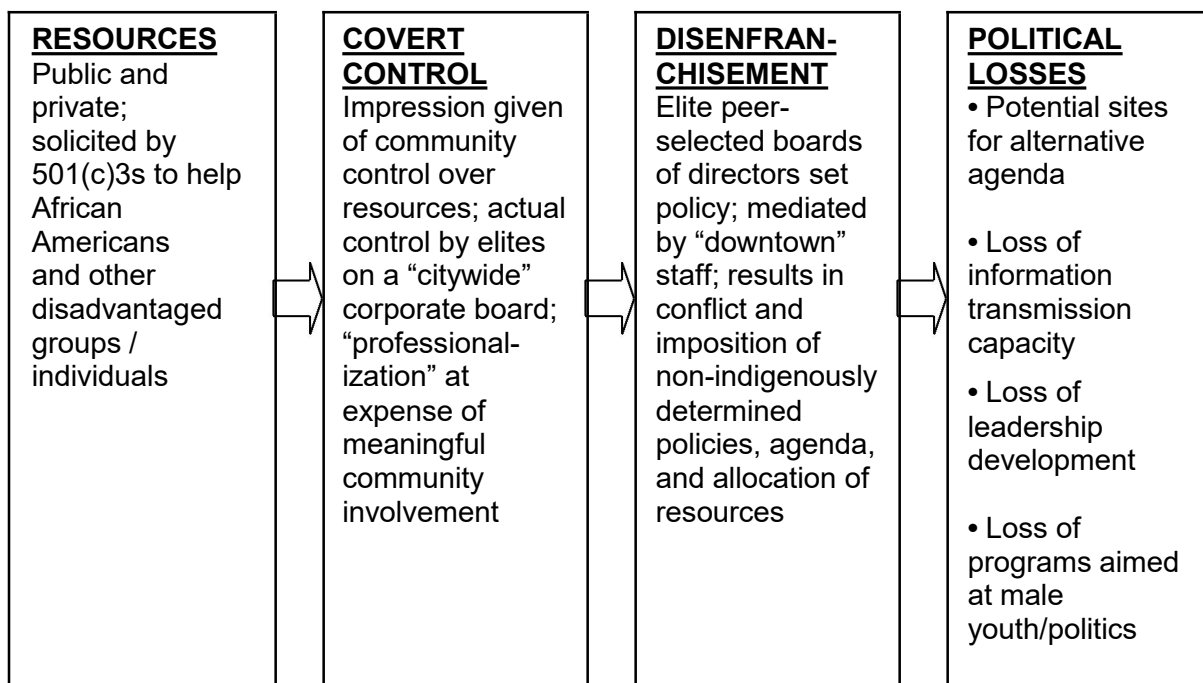 RESOURCES
Public and
private;
solicited by
501(c)3s to help
African
Americans
and other
disadvantaged
groups /
individuals
COVERT
CONTROL
Impression given
of community
control over
resources; actual
control by elites
on a “citywide”
corporate board;
“professional-
ization” at
expense of
meaningful
community
involvement
DISENFRAN-
CHISEMENT
Elite peer-
selected boards
of directors set
policy; mediated
by “downtown”
staff; results in
conflict and
imposition of
non-indigenously
determined
policies, agenda,
and allocation of
resources
POLITICAL
LOSSES
• Potential sites
for alternative
agenda
• Loss of
information
transmission
capacity
• Loss of
leadership
development
• Loss of
programs aimed
at male
youth/politics